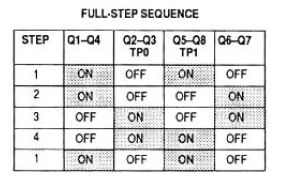 FULL-STEP SEQUENCE
STEP Q1–Q4 Q2–Q3 Q5–Q8 Q6–Q7
TP0 TP1
1 ON OFF ON OFF
2 ON OFF OFF ON
3 OFF ON OFF ON
4 OFF ON ON OFF
1 ON OFF ON OFF